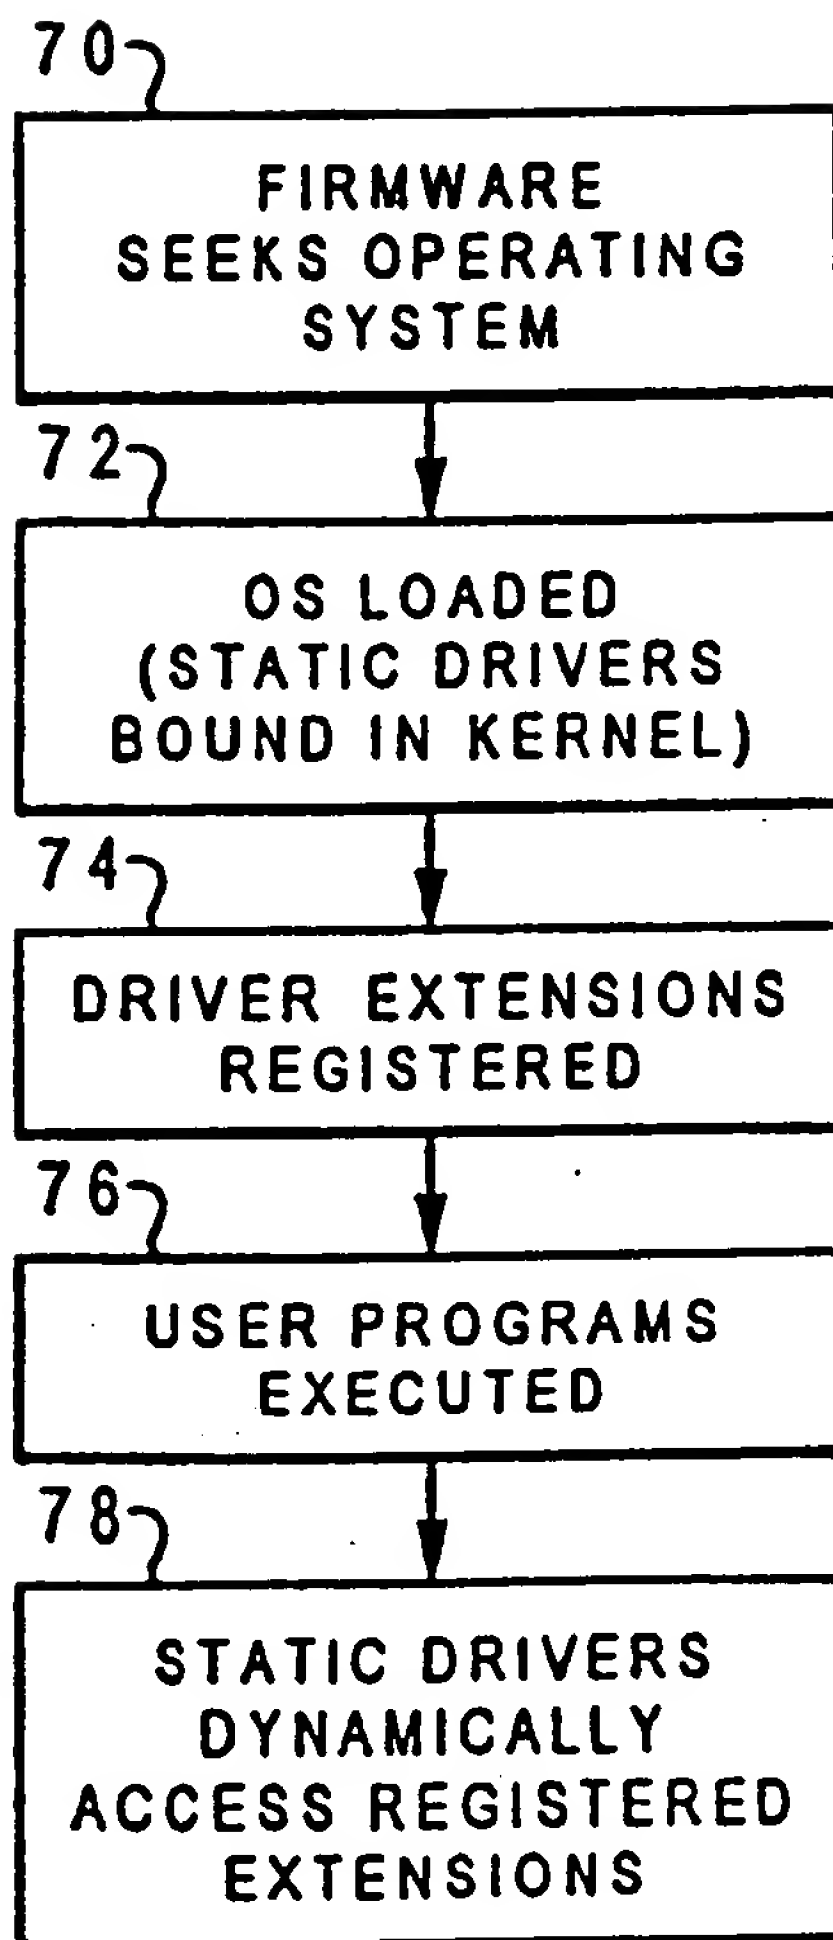 70
FIRMWARE
SEEKS OPERATING
SYSTEM
72
OS LOADED
(STATIC DRIVERS
BOUND IN KERNEL)
74
DRIVER EXTENSIONS
REGISTERED
76
USER PROGRAMS
EXECUTED
78
STATIC DRIVERS
DYNAMICALLY
ACCESS REGISTERED
EXTENSIONS